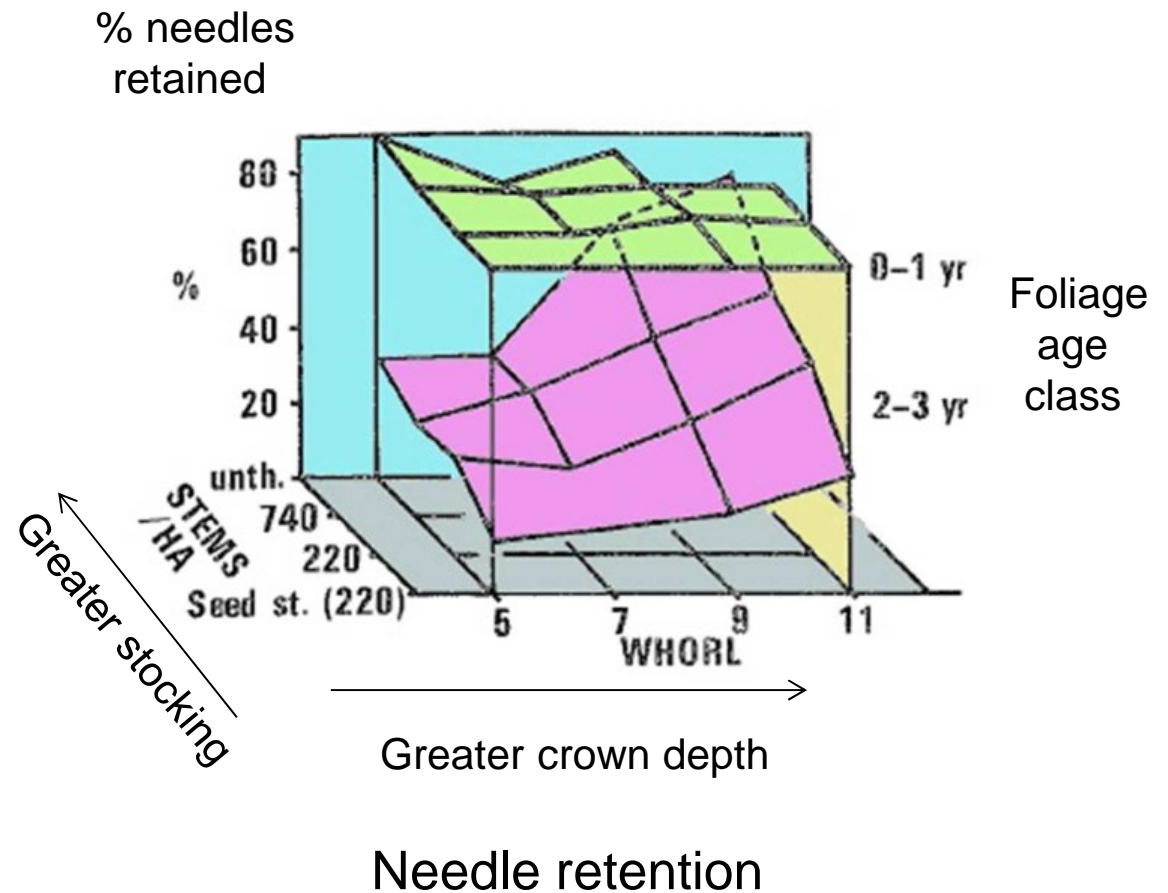 % needles
retained
80
60
%
40
20
unth.
740
220
Seed st. (220)
STEMS
/HA
5
7
9
11
WHORL
0-1 yr
2-3 yr
Foliage
age
class
Greater stocking
Greater crown depth
Needle retention